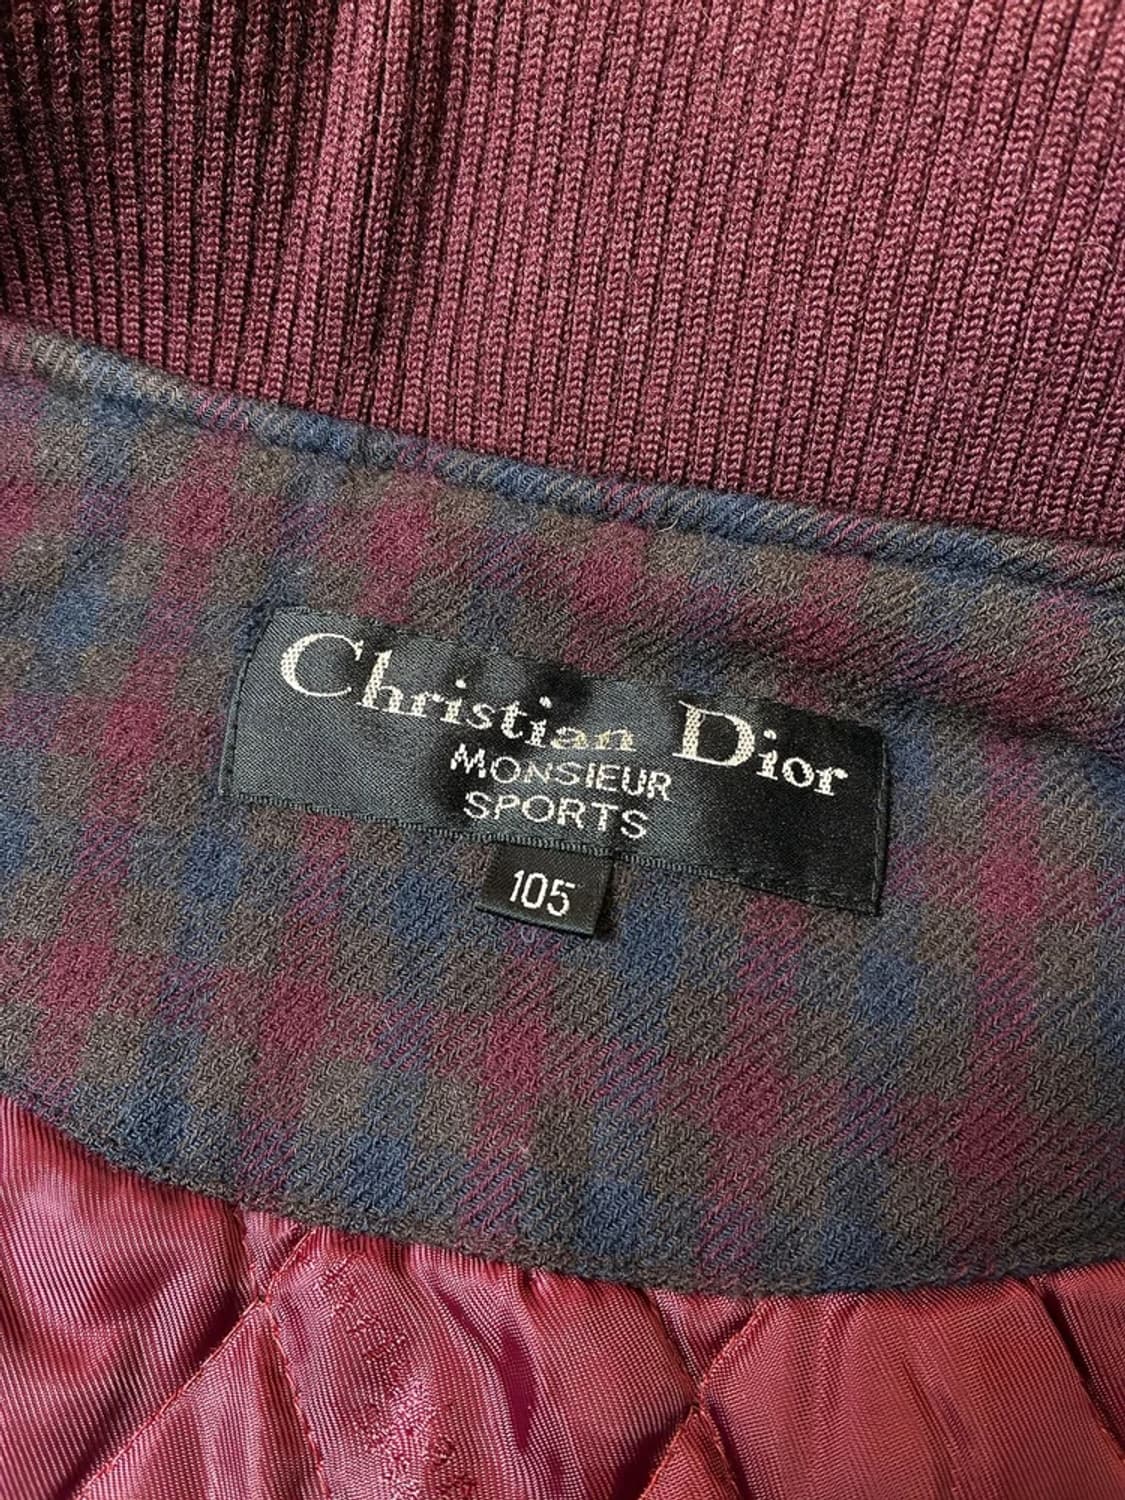 Christian Dior
MONSIEUR
SPORTS
105